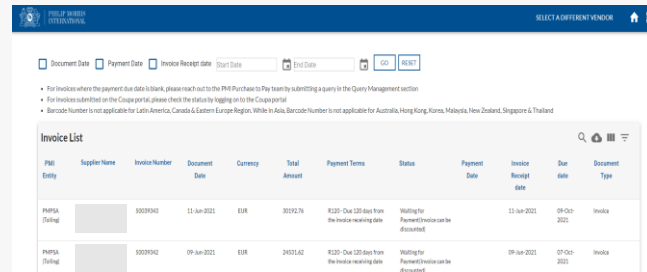 PHILIP MORRIS
INTERNATIONAL
SELECT A DIFFERENT VENDOR
Document Date Payment Date Invoice Receipt date Start Date End Date GO RESET
• For invoices where the payment due date is blank, please reach out to the PMI Purchase to Pay team by submitting a query in the Query Management section
• For invoices submitted on the Coupa portal, please check the status by logging on to the Coupa portal
• Barcode Number is not applicable for Latin America, Canada & Eastern Europe Region, While in Asia, Barcode Number is not applicable for Australia, Hong Kong, Korea, Malaysia, New Zealand, Singapore & Thailand
Invoice List
PMI Supplier Name Invoice Number Document Currency Total Payment Terms Status Payment Invoice Due Document
Entity Date Amount Date Receipt date Type
date
PMPSA 50039343 11-Jun-2021 EUR 30192,76 R120 - Due 120 days from Waiting for 11-Jun-2021 09-Oct- Invoice
(Tolling) the invoice receiving date Payment(Invoice can be 2021
discounted)
PMPSA 50039342 09-Jun-2021 EUR 24531,62 R120 - Due 120 days from Waiting for 09-Jun-2021 07-Oct- Invoice
(Tolling) the invoice receiving date Payment(Invoice can be 2021
discounted)